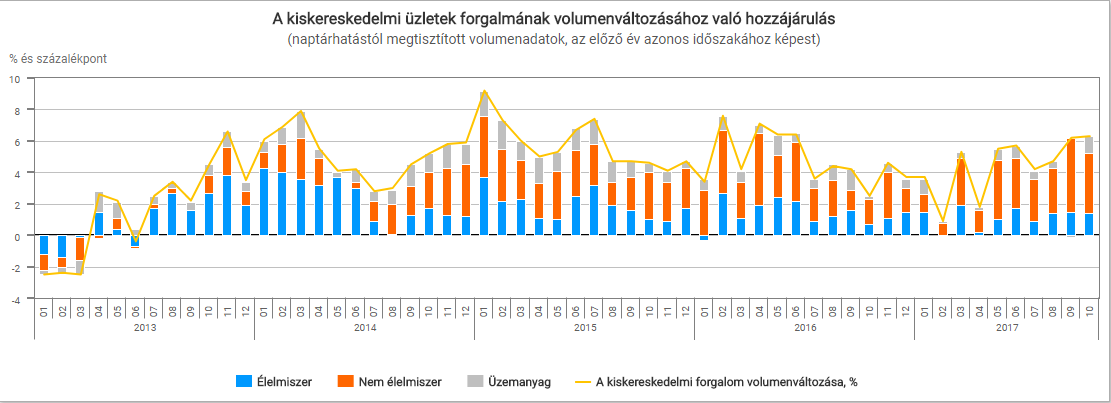 A kiskereskedelmi üzletek forgalmának volumenváltozásához való hozzájárulás
(naptárhatástól megtisztított volumenadatok, az előző év azonos időszakához képest)
% és százalékpont
10
8
6
4
2
0
-2
-4
01 02 03 04 05 06 07 08 09 10 11 12 01 02 03 04 05 06 07 08 09 10 11 12 01 02 03 04 05 06 07 08 09 10 11 12 01 02 03 04 05 06 07 08 09 10 11 12 01 02 03 04 05 06 07 08 09 10
2013 2014 2015 2016 2017
Élelmiszer Nem élelmiszer Üzemanyag A kiskereskedelmi forgalom volumenváltozása, %